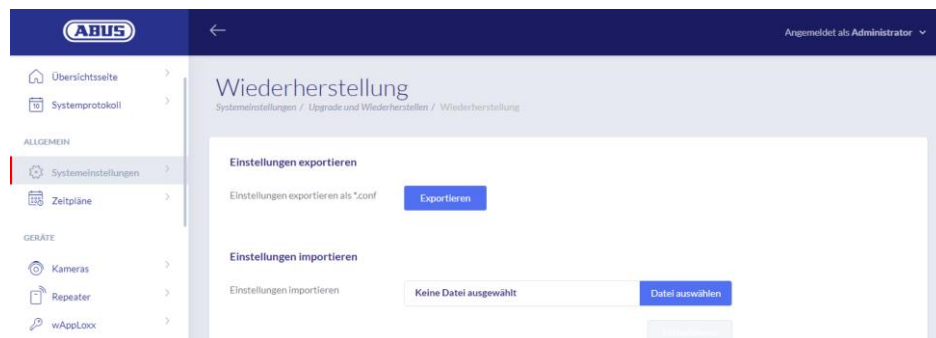 ABUS
Angemeldet als Administrator
Übersichtsseite
10 Systemprotokoll
ALLGEMEIN
Systemeinstellungen
Zeitpläne
GERÄTE
Kameras
Repeater
wAppLoxx
Wiederherstellung
Systemeinstellungen / Upgrade und Wiederherstellen / Wiederherstellung
Einstellungen exportieren
Einstellungen exportieren als *.conf
Exportieren
Einstellungen importieren
Einstellungen importieren
Keine Datei ausgewählt
Datei auswählen